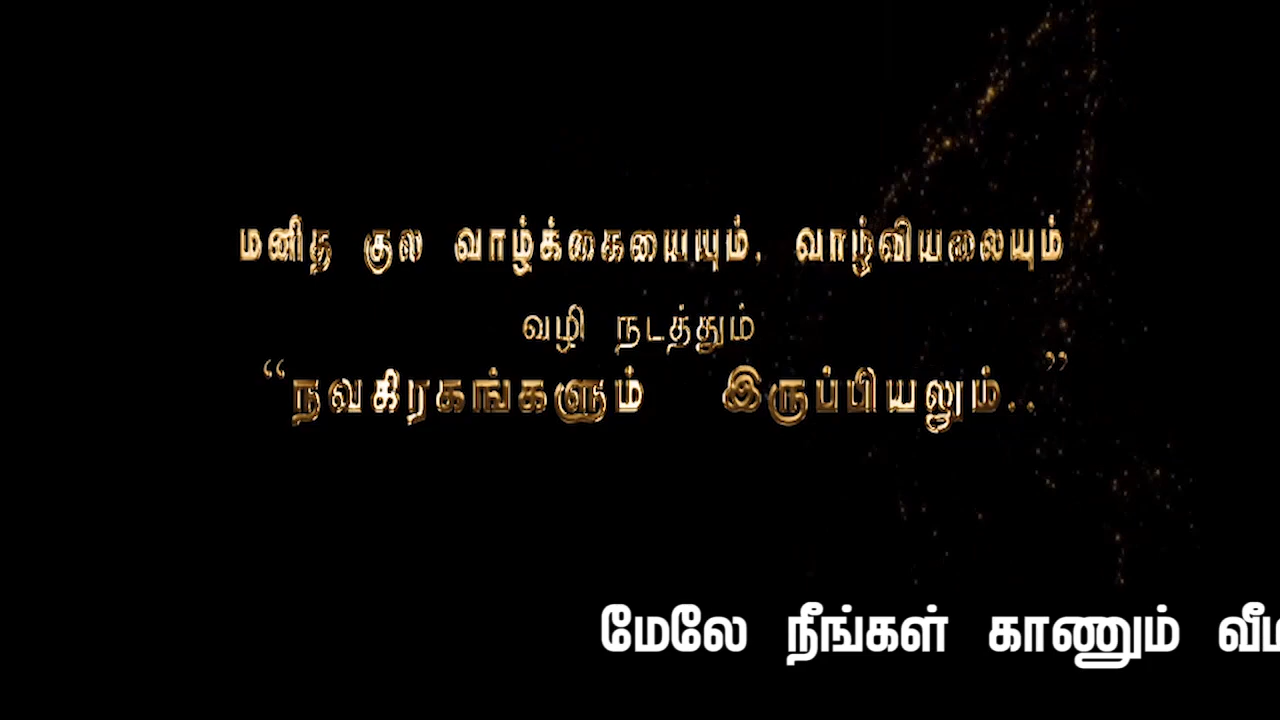 மனித குல வாழ்க்கையையும், வாழ்வியலையும்
வழி நடத்தும்
“நவகிரகங்களும் இருப்பியலும்..”
மேலே நீங்கள் காணும்